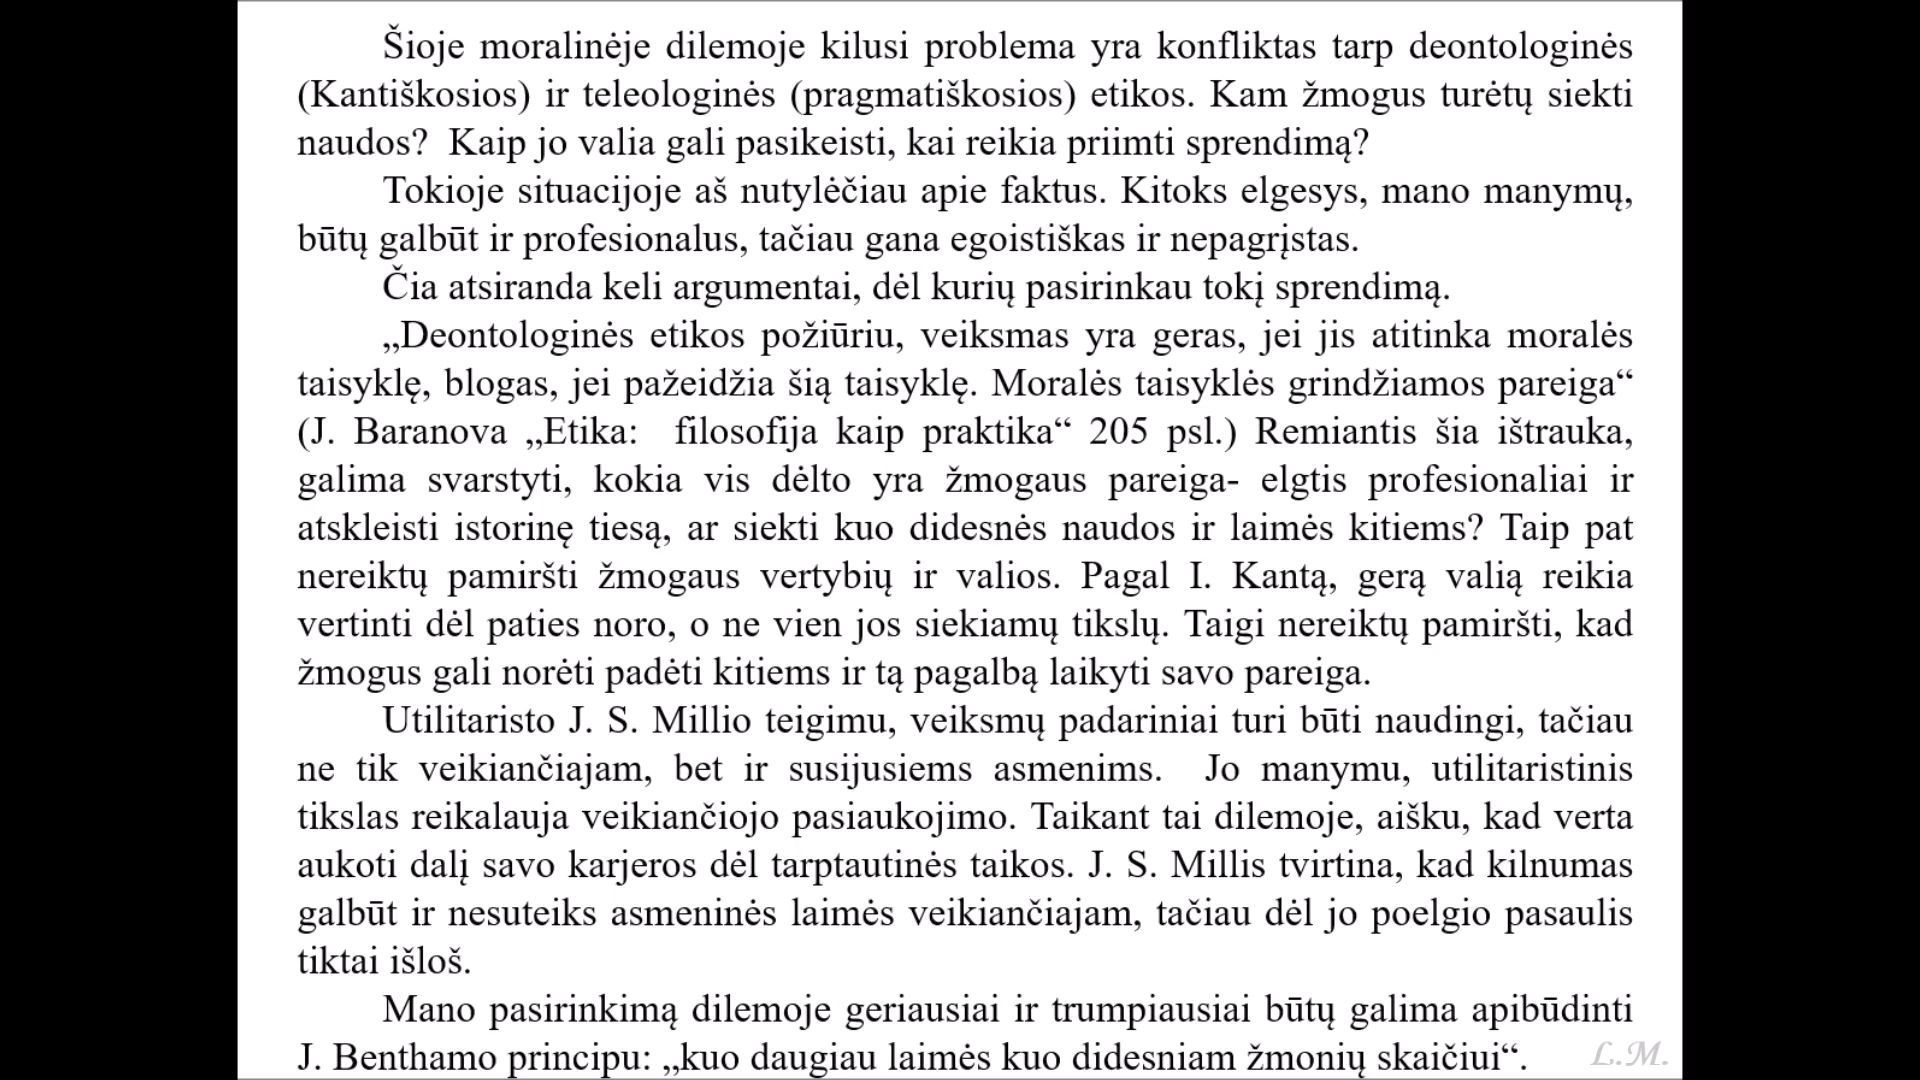 Šioje moralinėje dilemoje kilusi problema yra konfliktas tarp deontologinės
(Kantiškosios) ir teleologinės (pragmatiškosios) etikos. Kam žmogus turėtų siekti
naudos?  Kaip jo valia gali pasikeisti, kai reikia priimti sprendimą?
Tokioje situacijoje aš nutylėčiau apie faktus. Kitoks elgesys, mano manymų,
būtų galbūt ir profesionalus, tačiau gana egoistiškas ir nepagrįstas.
Čia atsiranda keli argumentai, dėl kurių pasirinkau tokį sprendimą.
„Deontologinės etikos požiūriu, veiksmas yra geras, jei jis atitinka moralės
taisyklę, blogas, jei pažeidžia šią taisyklę. Moralės taisyklės grindžiamos pareiga“
(J. Baranova „Etika:  filosofija kaip praktika“ 205 psl.) Remiantis šia ištrauka,
galima svarstyti, kokia vis dėlto yra žmogaus pareiga- elgtis profesionaliai ir
atskleisti istorinę tiesą, ar siekti kuo didesnės naudos ir laimės kitiems? Taip pat
nereiktų pamiršti žmogaus vertybių ir valios. Pagal I. Kantą, gerą valią reikia
vertinti dėl paties noro, o ne vien jos siekiamų tikslų. Taigi nereiktų pamiršti, kad
žmogus gali norėti padėti kitiems ir tą pagalbą laikyti savo pareiga.
Utilitaristo J. S. Millio teigimu, veiksmų padariniai turi būti naudingi, tačiau
ne tik veikiančiajam, bet ir susijusiems asmenims.  Jo manymu, utilitaristinis
tikslas reikalauja veikiančiojo pasiaukojimo. Taikant tai dilemoje, aišku, kad verta
aukoti dalį savo karjeros dėl tarptautinės taikos. J. S. Millis tvirtina, kad kilnumas
galbūt ir nesuteiks asmeninės laimės veikiančiajam, tačiau dėl jo poelgio pasaulis
tiktai išloš.
Mano pasirinkimą dilemoje geriausiai ir trumpiausiai būtų galima apibūdinti
J. Benthamo principu: „kuo daugiau laimės kuo didesniam žmonių skaičiui“.
L.M.